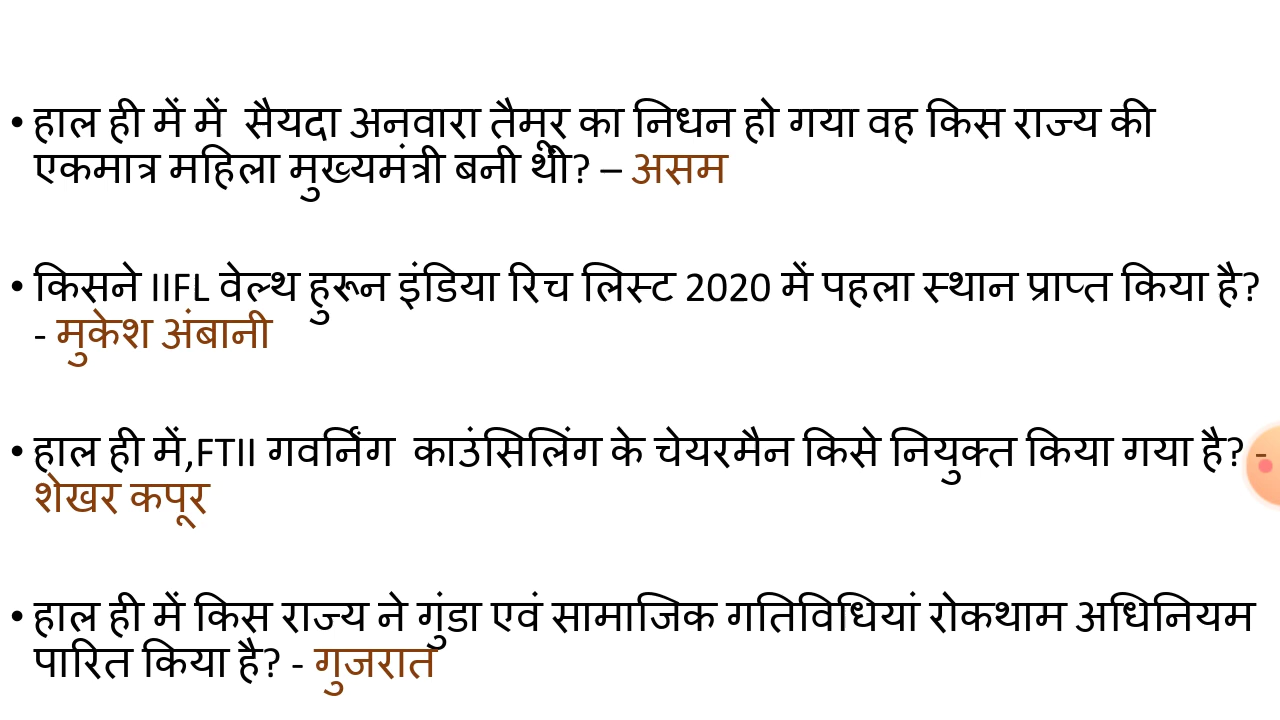 • हाल ही में में सैयदा अनवारा तैमूर का निधन हो गया वह किस राज्य की
एकमात्र महिला मुख्यमंत्री बनी थी? – असम
• किसने IIFL वेल्थ हुरून इंडिया रिच लिस्ट 2020 में पहला स्थान प्राप्त किया है?
- मुकेश अंबानी
• हाल ही में,FTII गवर्निंग काउंसिलिंग के चेयरमैन किसे नियुक्त किया गया है? -
शेखर कपूर
• हाल ही में किस राज्य ने गुंडा एवं सामाजिक गतिविधियां रोकथाम अधिनियम
पारित किया है? - गुजरात